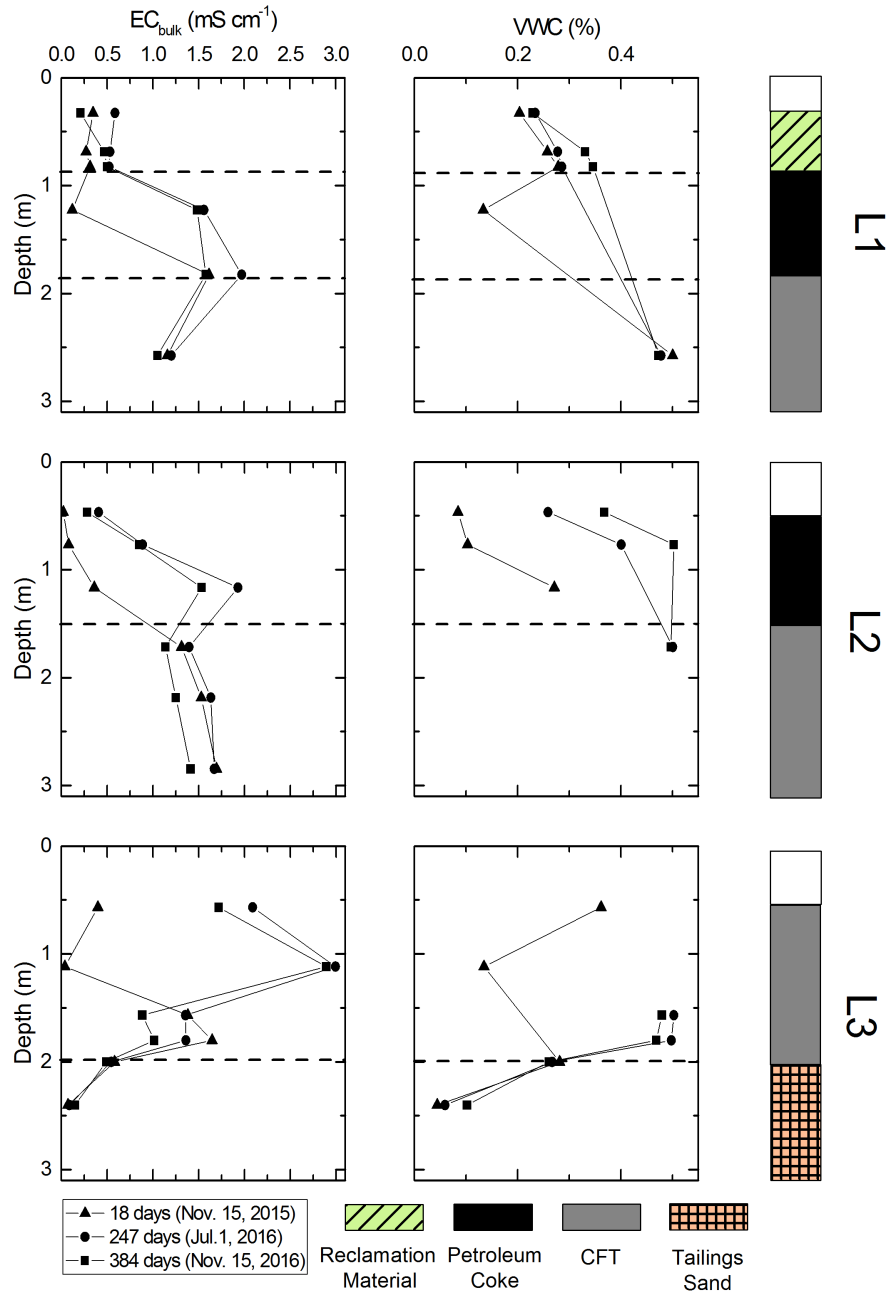 EC_bulk (mS cm⁻¹)
VWC (%)
0.0 0.5 1.0 1.5 2.0 2.5 3.0
0.2 0.4
0
1
2
3
Depth (m)
L1
0
1
2
3
Depth (m)
L2
0
1
2
3
Depth (m)
L3
18 days (Nov. 15, 2015)
247 days (Jul.1, 2016)
384 days (Nov. 15, 2016)
Reclamation
Material
Petroleum
Coke
CFT
Tailings
Sand